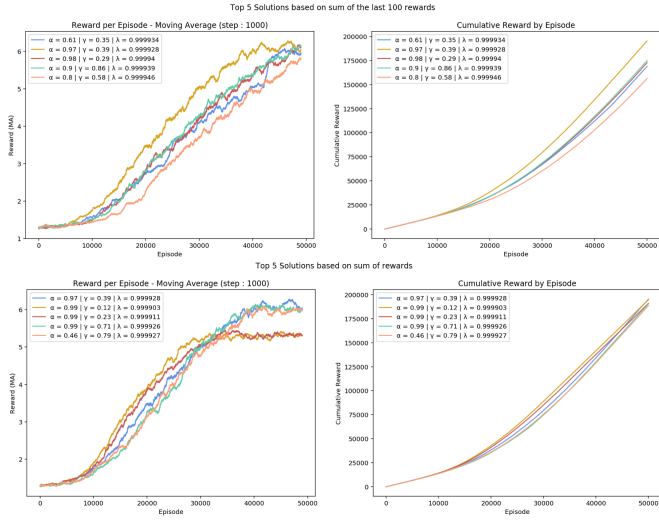 Top 5 Solutions based on sum of the last 100 rewards
Reward per Episode - Moving Average (step : 1000)
α = 0.61 | γ = 0.35 | λ = 0.999934
α = 0.97 | γ = 0.39 | λ = 0.999928
α = 0.98 | γ = 0.29 | λ = 0.99994
α = 0.9 | γ = 0.86 | λ = 0.999939
α = 0.8 | γ = 0.58 | λ = 0.999946
6
5
4
3
2
1
Reward (MA)
0 10000 20000 30000 40000 50000
Episode
Cumulative Reward by Episode
α = 0.61 | γ = 0.35 | λ = 0.999934
α = 0.97 | γ = 0.39 | λ = 0.999928
α = 0.98 | γ = 0.29 | λ = 0.99994
α = 0.9 | γ = 0.86 | λ = 0.999939
α = 0.8 | γ = 0.58 | λ = 0.999946
200000
175000
150000
125000
100000
75000
50000
25000
0
Cumulative Reward
0 10000 20000 30000 40000 50000
Episode
Top 5 Solutions based on sum of rewards
Reward per Episode - Moving Average (step : 1000)
α = 0.97 | γ = 0.39 | λ = 0.999928
α = 0.99 | γ = 0.12 | λ = 0.999903
α = 0.99 | γ = 0.23 | λ = 0.999911
α = 0.99 | γ = 0.71 | λ = 0.999926
α = 0.46 | γ = 0.79 | λ = 0.999927
6
5
4
3
2
Reward (MA)
0 10000 20000 30000 40000 50000
Episode
Cumulative Reward by Episode
α = 0.97 | γ = 0.39 | λ = 0.999928
α = 0.99 | γ = 0.12 | λ = 0.999903
α = 0.99 | γ = 0.23 | λ = 0.999911
α = 0.99 | γ = 0.71 | λ = 0.999926
α = 0.46 | γ = 0.79 | λ = 0.999927
200000
175000
150000
125000
100000
75000
50000
25000
0
Cumulative Reward
0 10000 20000 30000 40000 50000
Episode